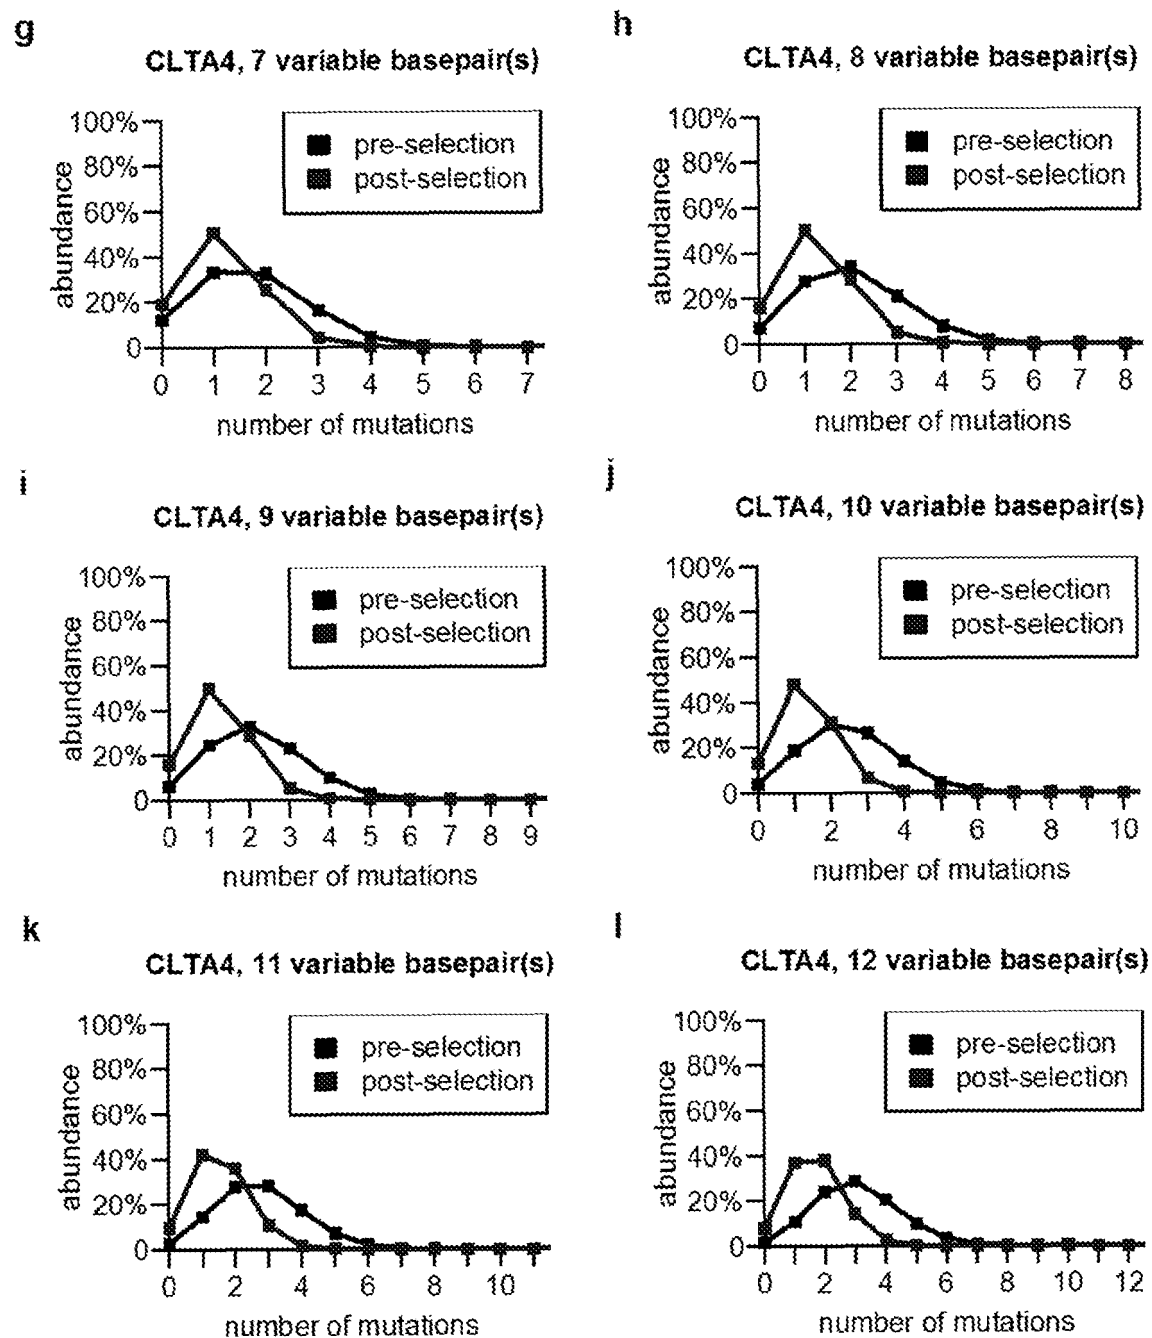 g
CLTA4, 7 variable basepair(s)
100%
80%
60%
40%
20%
0
abundance
pre-selection
post-selection
0 1 2 3 4 5 6 7
number of mutations
h
CLTA4, 8 variable basepair(s)
100%
80%
60%
40%
20%
0
abundance
pre-selection
post-selection
0 1 2 3 4 5 6 7 8
number of mutations
i
CLTA4, 9 variable basepair(s)
100%
80%
60%
40%
20%
0
abundance
pre-selection
post-selection
0 1 2 3 4 5 6 7 8 9
number of mutations
j
CLTA4, 10 variable basepair(s)
100%
80%
60%
40%
20%
0
abundance
pre-selection
post-selection
0 2 4 6 8 10
number of mutations
k
CLTA4, 11 variable basepair(s)
100%
80%
60%
40%
20%
0
abundance
pre-selection
post-selection
0 2 4 6 8 10
number of mutations
l
CLTA4, 12 variable basepair(s)
100%
80%
60%
40%
20%
0
abundance
pre-selection
post-selection
0 2 4 6 8 10 12
number of mutations